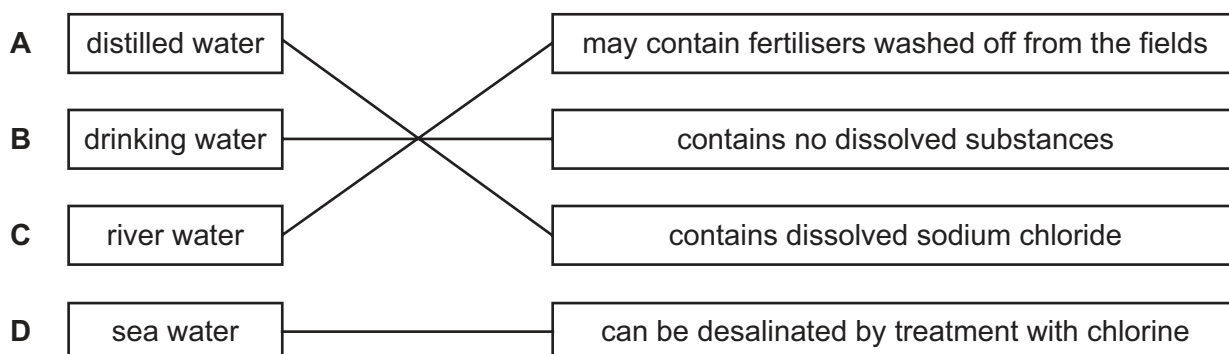 A distilled water may contain fertilisers washed off from the fields
B drinking water contains no dissolved substances
C river water contains dissolved sodium chloride
D sea water can be desalinated by treatment with chlorine